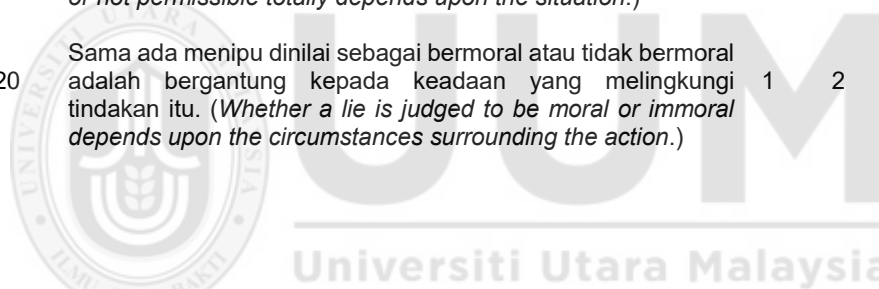 or not permissible totally depends upon the situation.)
20 Sama ada menipu dinilai sebagai bermoral atau tidak bermoral
adalah bergantung kepada keadaan yang melingkungi 1 2
tindakan itu. (Whether a lie is judged to be moral or immoral
depends upon the circumstances surrounding the action.)
UUM
Universiti Utara Malaysia